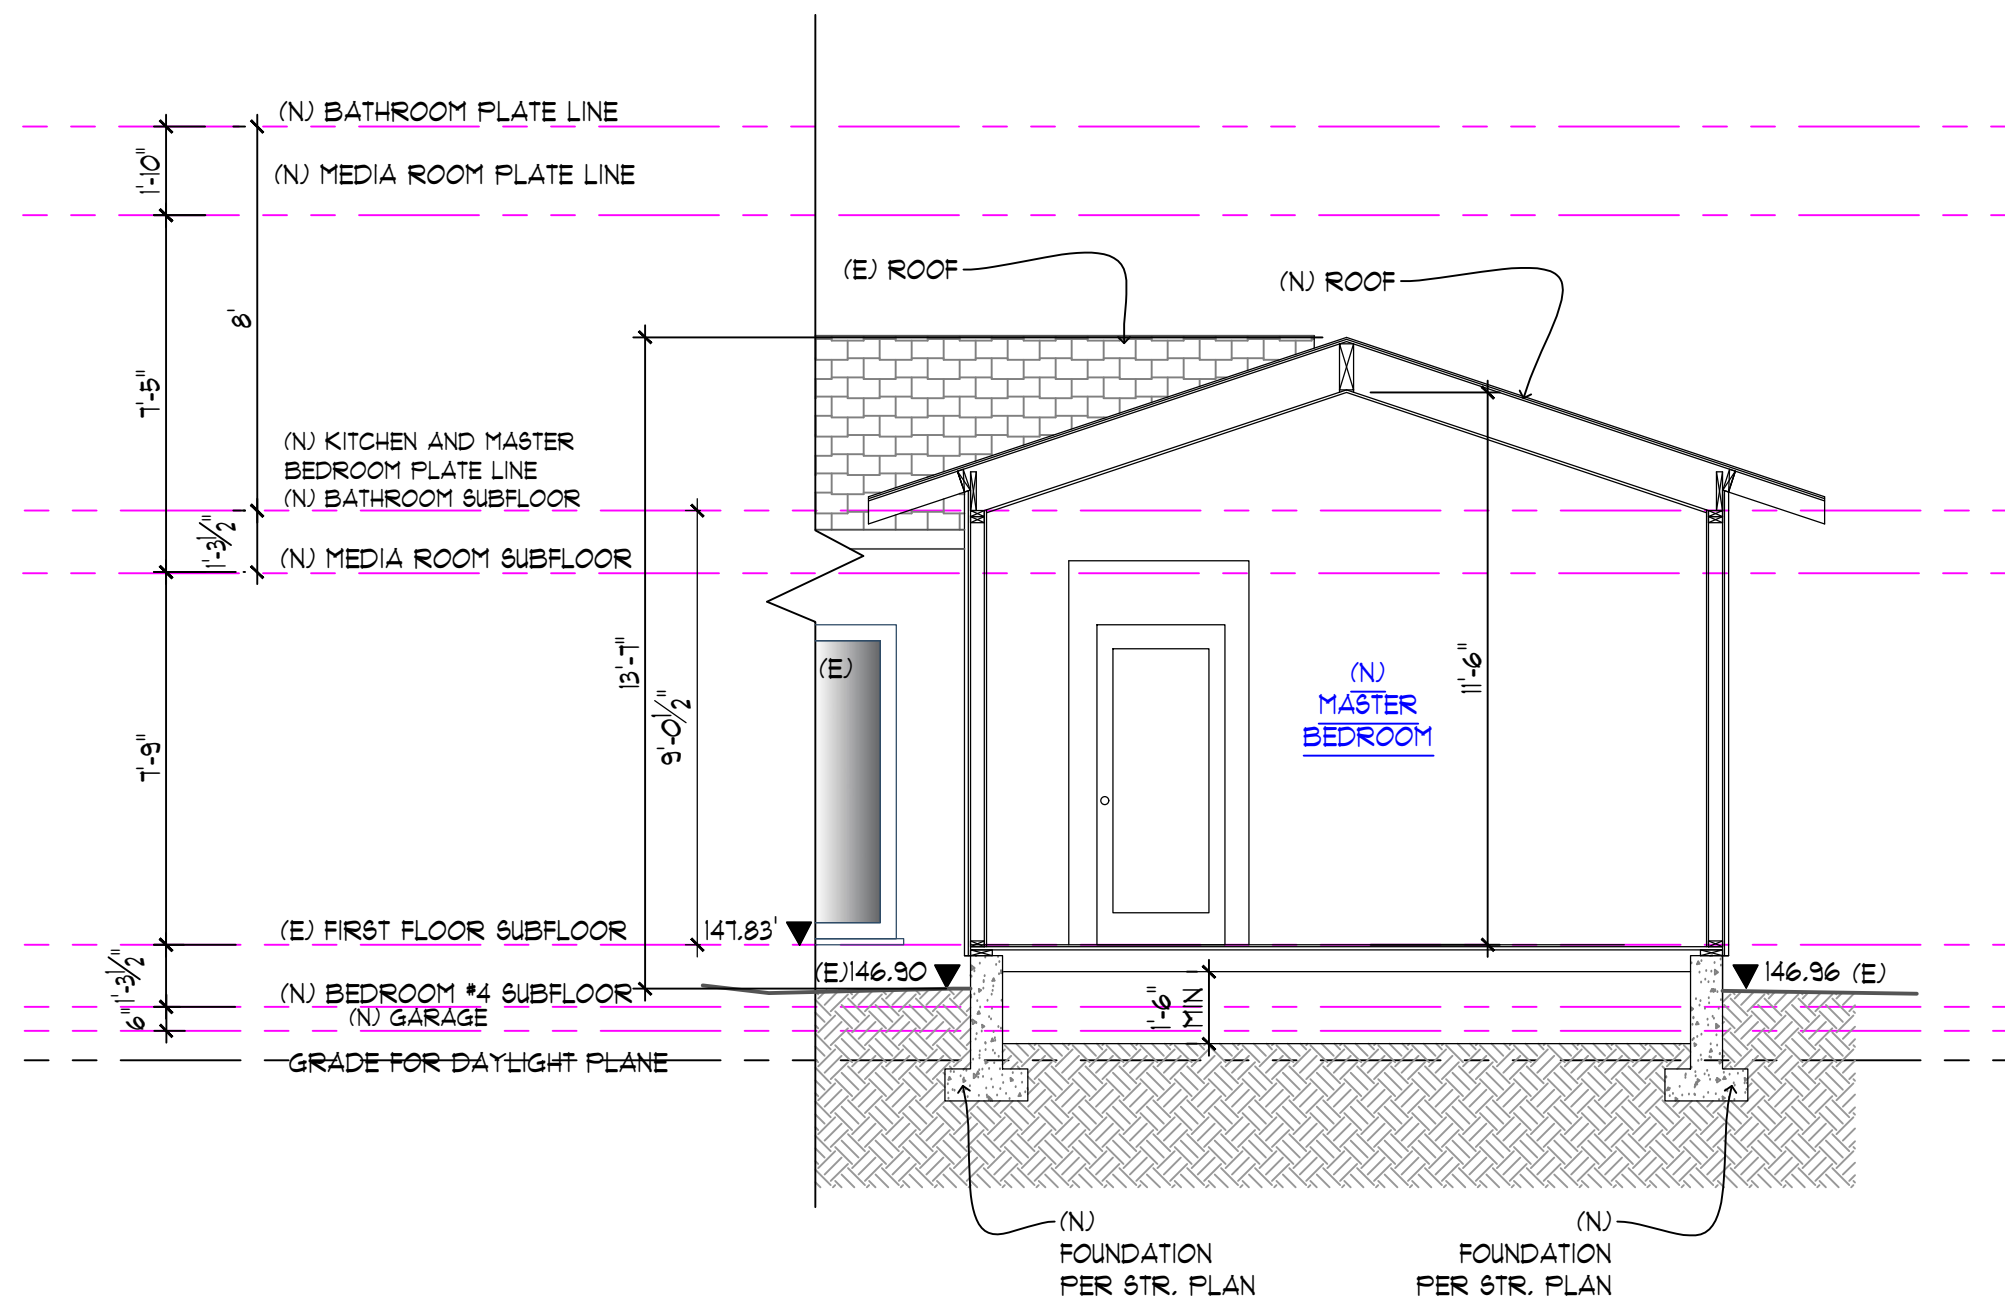 (N) BATHROOM PLATE LINE
1'-10"
(N) MEDIA ROOM PLATE LINE
(E) ROOF
(N) ROOF
8'
7'-5"
(N) KITCHEN AND MASTER
BEDROOM PLATE LINE
(N) BATHROOM SUBFLOOR
1'-3½"
(N) MEDIA ROOM SUBFLOOR
13'-7"
9'-0½"
7'-9"
(E)
(N)
MASTER
BEDROOM
11'-6"
(E) FIRST FLOOR SUBFLOOR
147.83'
1'-3½"
(E)146.90
146.96 (E)
(N) BEDROOM #4 SUBFLOOR
6"
(N) GARAGE
1'-6"
MIN
GRADE FOR DAYLIGHT PLANE
(N)
FOUNDATION
PER STR. PLAN
(N)
FOUNDATION
PER STR. PLAN